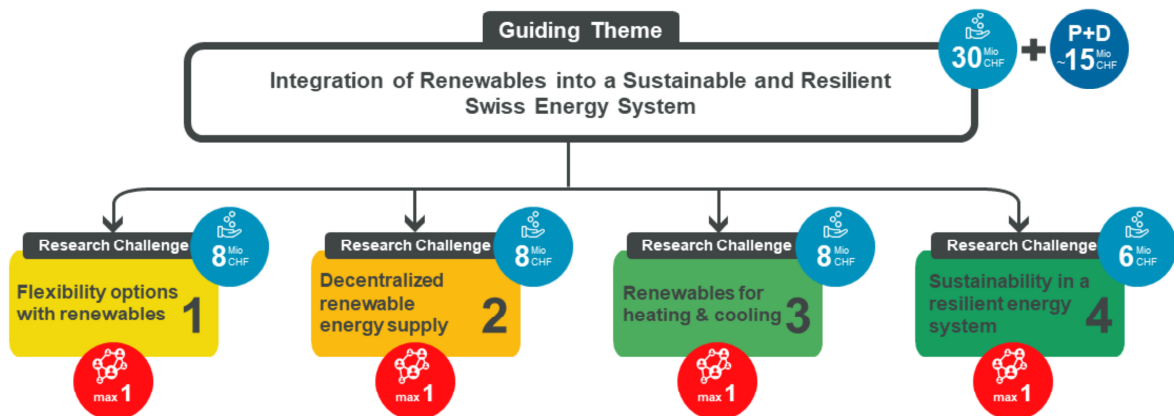 Guiding Theme
Integration of Renewables into a Sustainable and Resilient
Swiss Energy System
30 Mio CHF
P+D
~15 Mio CHF
Research Challenge
8 Mio CHF
Flexibility options
with renewables
1
max 1
Research Challenge
8 Mio CHF
Decentralized
renewable
energy supply
2
max 1
Research Challenge
8 Mio CHF
Renewables for
heating & cooling
3
max 1
Research Challenge
6 Mio CHF
Sustainability in a
resilient energy
system
4
max 1